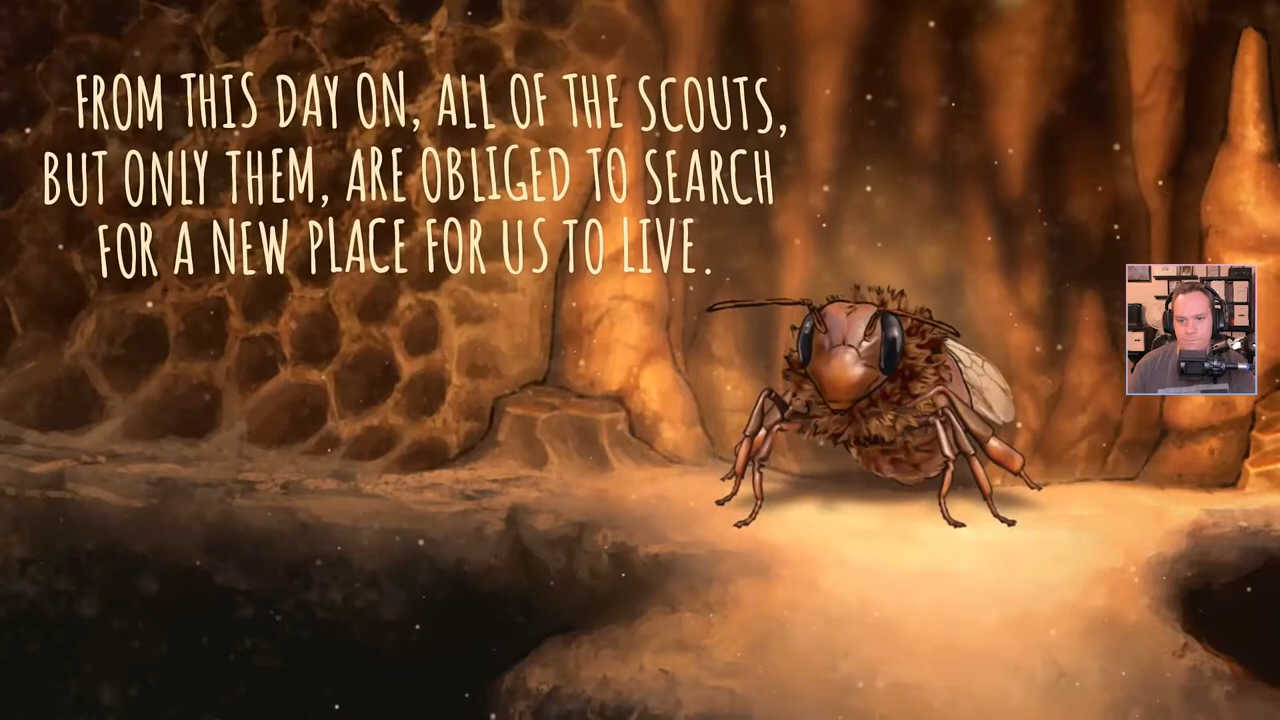 FROM THIS DAY ON, ALL OF THE SCOUTS,
BUT ONLY THEM, ARE OBLIGED TO SEARCH
FOR A NEW PLACE FOR US TO LIVE.